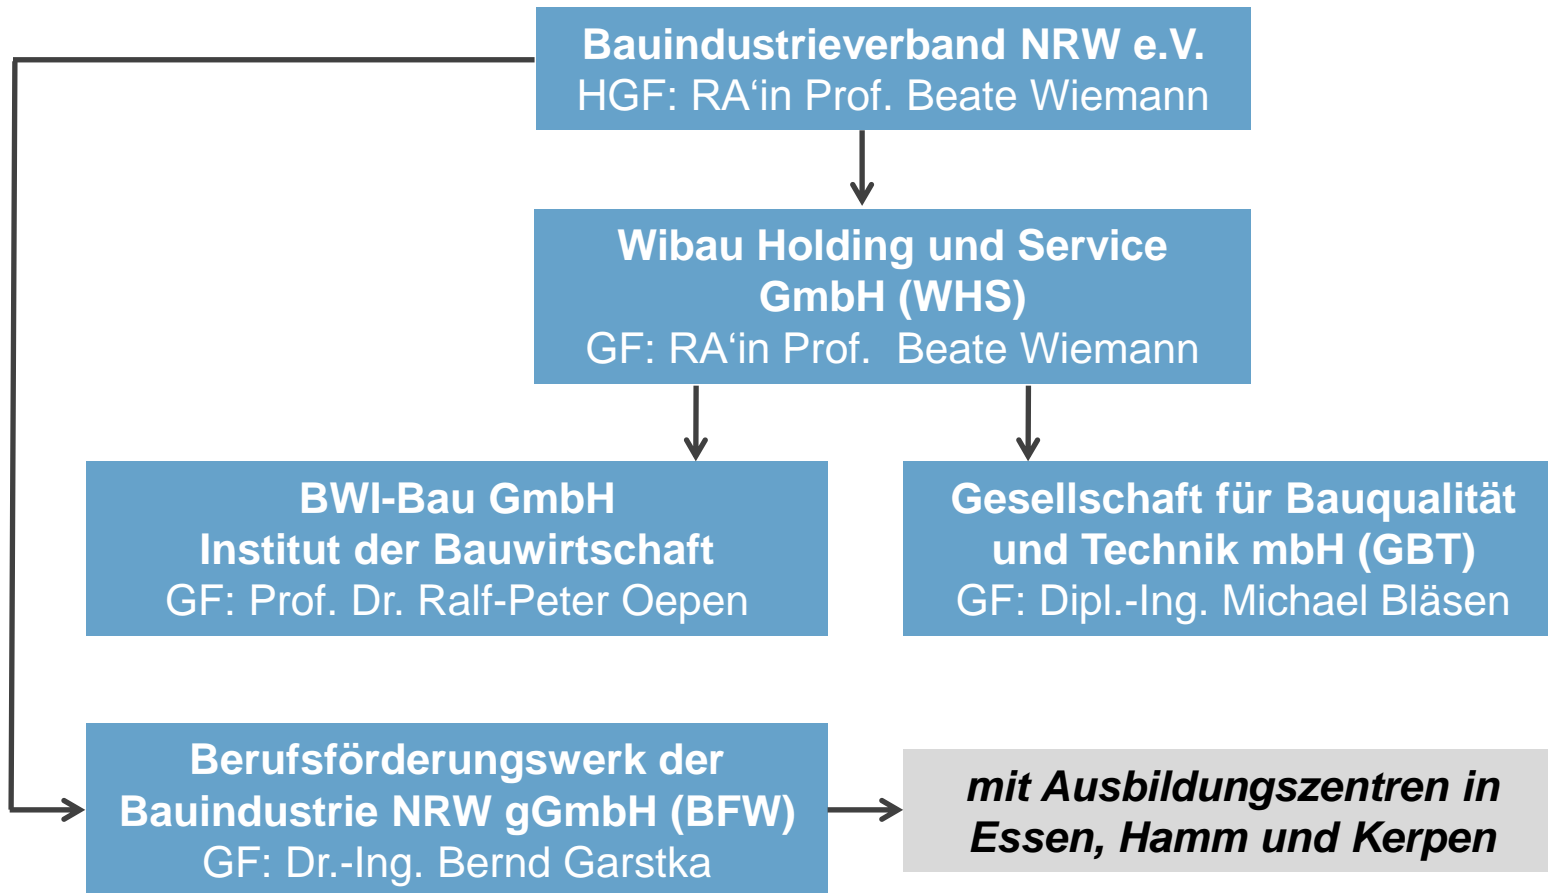 Bauindustrieverband NRW e.V.
HGF: RA‘in Prof. Beate Wiemann
Wibau Holding und Service
GmbH (WHS)
GF: RA‘in Prof.  Beate Wiemann
BWI-Bau GmbH
Institut der Bauwirtschaft
GF: Prof. Dr. Ralf-Peter Oepen
Gesellschaft für Bauqualität
und Technik mbH (GBT)
GF: Dipl.-Ing. Michael Bläsen
Berufsförderungswerk der
Bauindustrie NRW gGmbH (BFW)
GF: Dr.-Ing. Bernd Garstka
mit Ausbildungszentren in
Essen, Hamm und Kerpen